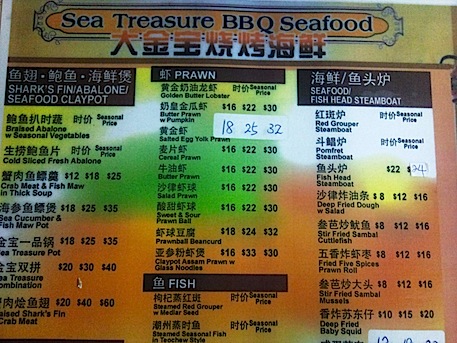 Sea Treasure BBQ Seafood
大金宝烧烤海鲜
鱼翅·鲍鱼·海鲜煲
SHARK'S FIN/ABALONE/
SEAFOOD CLAYPOT
鲍鱼扒时蔬 时价 Seasonal Price
Braised Abalone
w Seasonal Vegetables
生捞鲍鱼片 时价 Seasonal Price
Cold Sliced Fresh Abalone
蟹肉鱼鳔羹 $12 $18 $25
Crab Meat & Fish Maw
in Thick Soup
海参鱼鳔煲 $18 $25 $35
Sea Cucumber &
Fish Maw Pot
金宝一品锅 $18 $25 $35
Sea Treasure
金宝双拼 $20 $30 $40
Sea Treasure
Combination
蟹肉烩鱼翅 $20 $40 $60
Braised Shark's Fin
w Crab Meat
虾 PRAWN
黄金奶油龙虾 时价 Seasonal Price
Golden Butter Lobster
奶皇金瓜虾 $16 $22 $30
Butter Prawn w
Pumpkin
黄金虾 18 25 32
Salted Egg Yolk Prawn
麦片虾 $16 $22 $30
Cereal Prawn
牛油虾 $16 $22 $30
Butter Prawn
沙律虾球 $16 $22 $30
Salad Prawn
酸甜虾球 $16 $22 $30
Sweet & Sour
Prawn Ball
虾球豆腐 $18 $24 $32
Prawnball Beancurd
亚参粉虾煲 $16 $22 $30
Claypot Assam Prawn w
Glass Noodles
鱼 FISH
枸杞蒸红斑 时价 Seasonal Price
Steamed Red Grouper
w Medlar Seed
潮州蒸时鱼 时价 Seasonal Price
Steamed Seasonal Fish
in Teochew Style
海鲜/鱼头炉
SEAFOOD/
FISH HEAD STEAMBOAT
红斑炉 时价 Seasonal Price
Red Grouper
Steamboat
斗鲳炉 时价 Seasonal Price
Pomfret
Steamboat
鱼头炉 $22
Fish Head
Steamboat
沙律炸油条 $ 8 $12 $16
Deep Fried Dough
w Salad
叁芭炒鱿鱼 $ 8 $12 $16
Stir Fried Sambal
Cuttlefish
五香炸虾枣 $ 8 $12 $16
Fried Five Spices
Prawn Roll
叁芭炒大头 $ 8 $12 $16
Stir Fried Sambal
Mussels
香炸苏东仔 $10 $15 $20
Deep Fried
Baby Squid